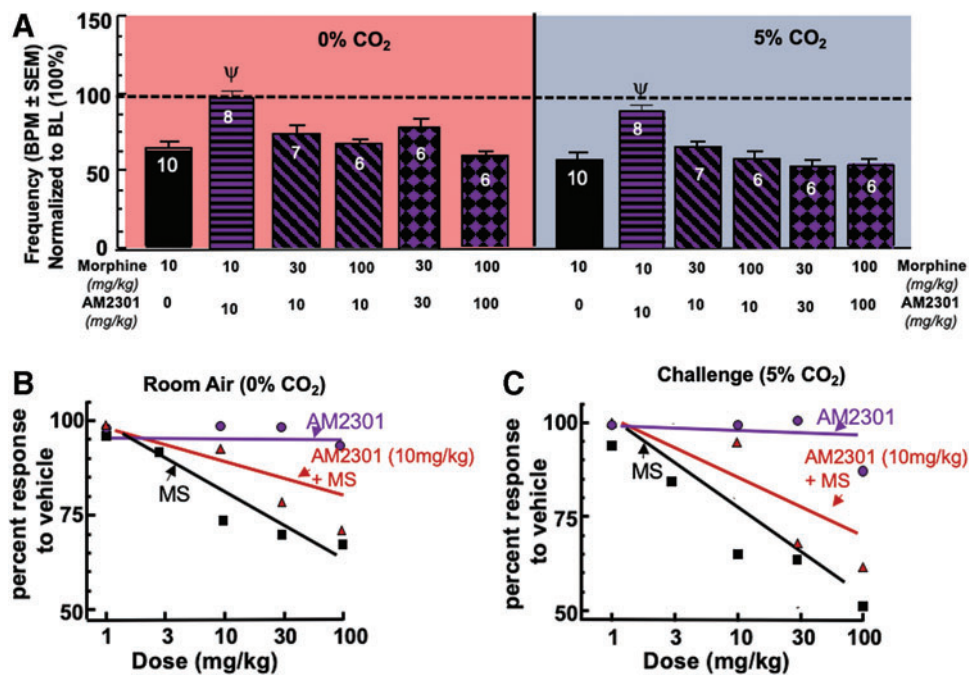 A
Frequency (BPM ± SEM)
Normalized to BL (100%)
150
100
50
0
0% CO₂
5% CO₂
ψ
ψ
10
8
7
6
6
6
10
8
7
6
6
6
Morphine 10 10 30 100 30 100 10 10 30 100 30 100 Morphine
(mg/kg) (mg/kg)
AM2301 0 10 10 10 30 100 0 10 10 10 30 100 AM2301
(mg/kg) (mg/kg)
B
Room Air (0% CO₂)
percent response
to vehicle
100
75
50
AM2301
AM2301 (10mg/kg)
+ MS
MS
1 3 10 30 100
Dose (mg/kg)
C
Challenge (5% CO₂)
percent response
to vehicle
100
75
50
AM2301
MS
AM2301 (10mg/kg)
+ MS
1 3 10 30 100
Dose (mg/kg)